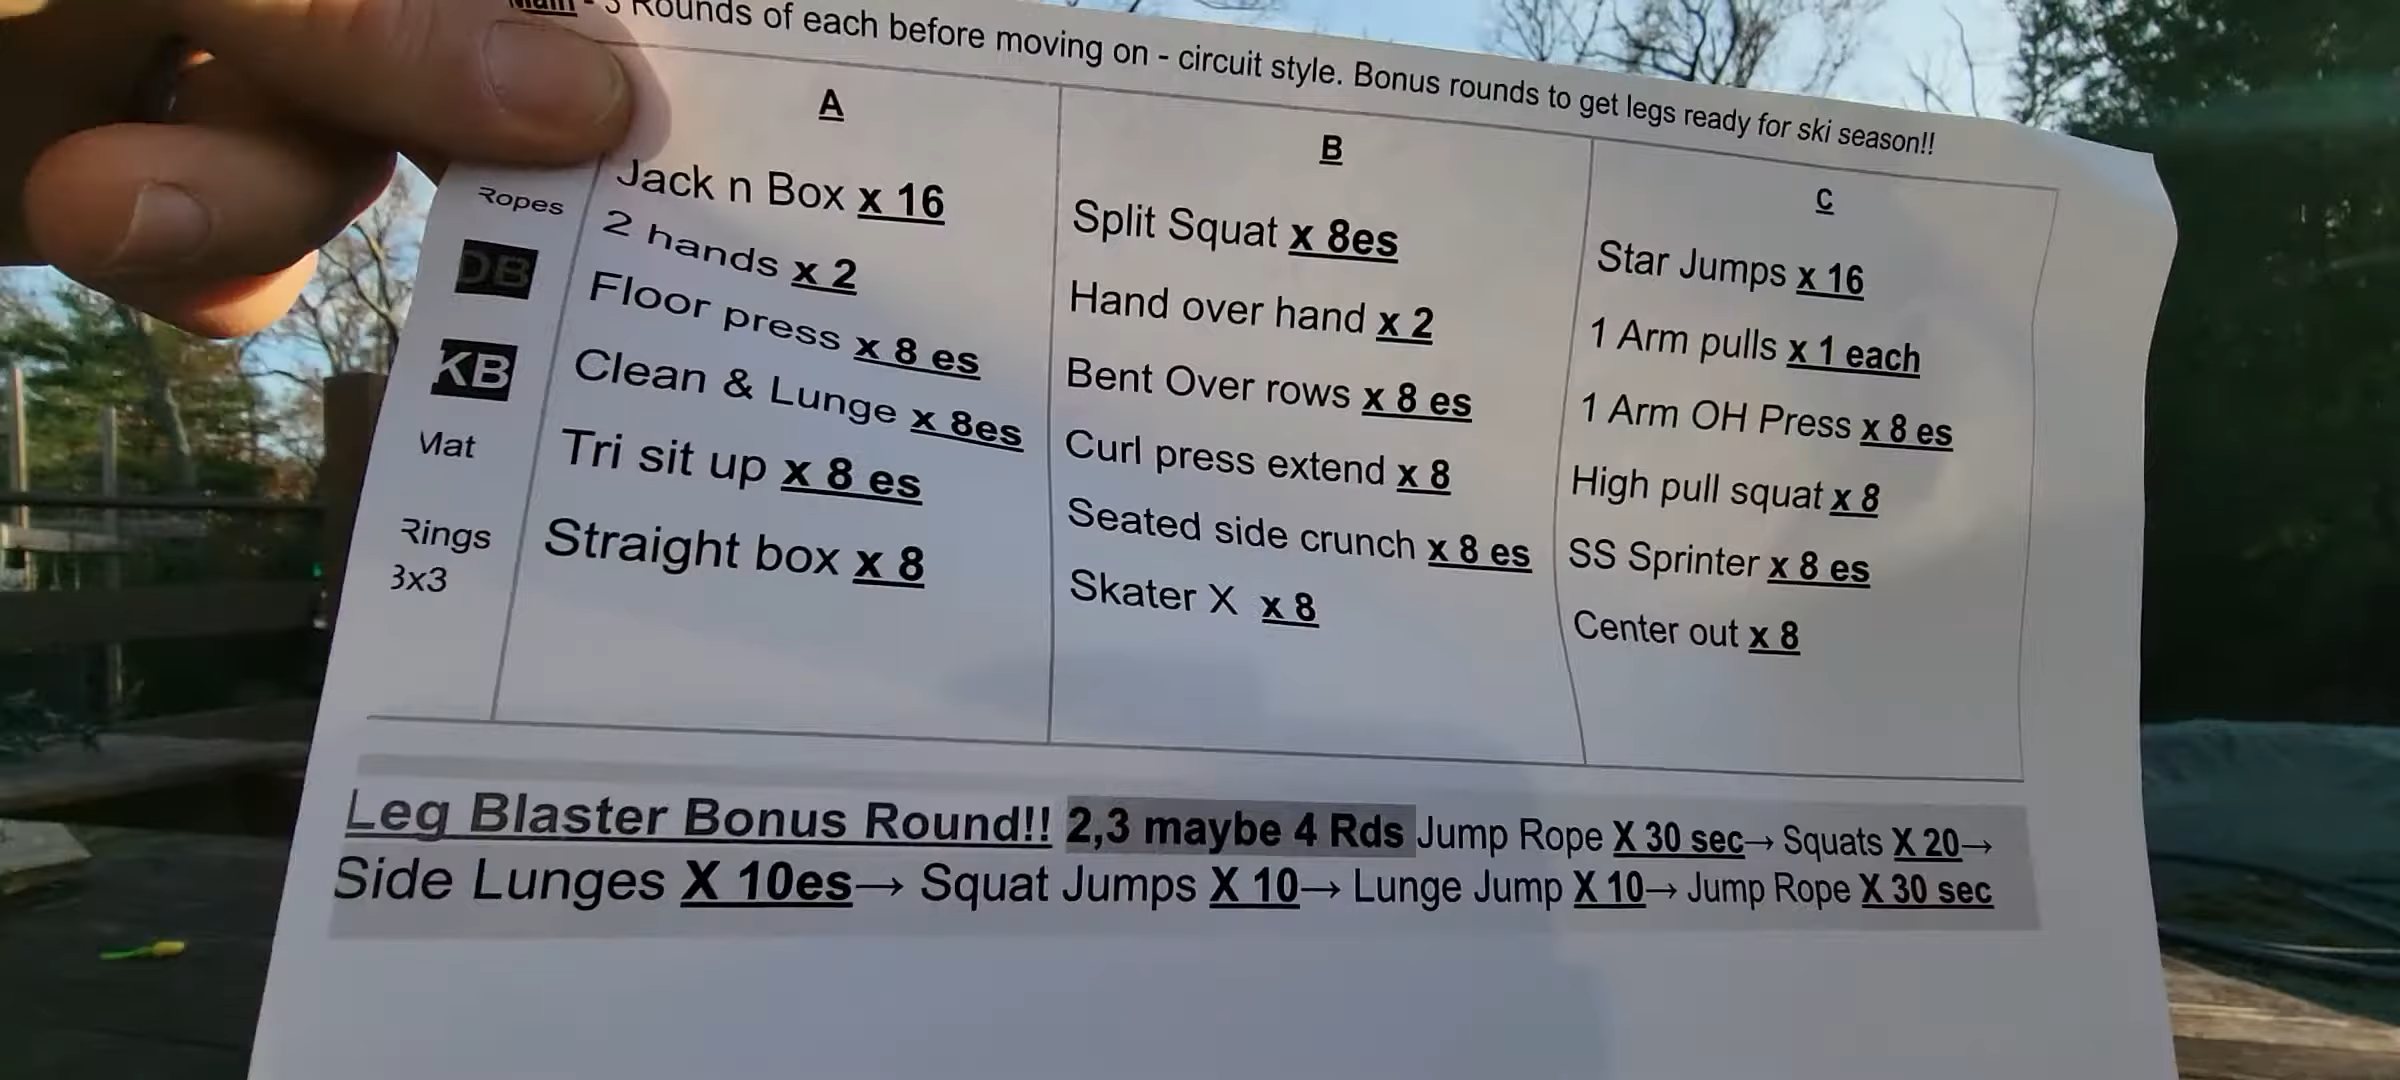 Main - 3 Rounds of each before moving on - circuit style. Bonus rounds to get legs ready for ski season!!
A
B
C
Jack n Box x 16
Split Squat x 8es
Star Jumps x 16
Ropes
2 hands x 2
Hand over hand x 2
1 Arm pulls x 1 each
DB
Floor press x 8 es
Bent Over rows x 8 es
1 Arm OH Press x 8 es
KB
Clean & Lunge x 8es
Curl press extend x 8
High pull squat x 8
Mat
Tri sit up x 8 es
Seated side crunch x 8 es
SS Sprinter x 8 es
Rings
3x3
Straight box x 8
Skater X x 8
Center out x 8
Leg Blaster Bonus Round!! 2,3 maybe 4 Rds Jump Rope X 30 sec→ Squats X 20→
Side Lunges X 10es→ Squat Jumps X 10→ Lunge Jump X 10→ Jump Rope X 30 sec